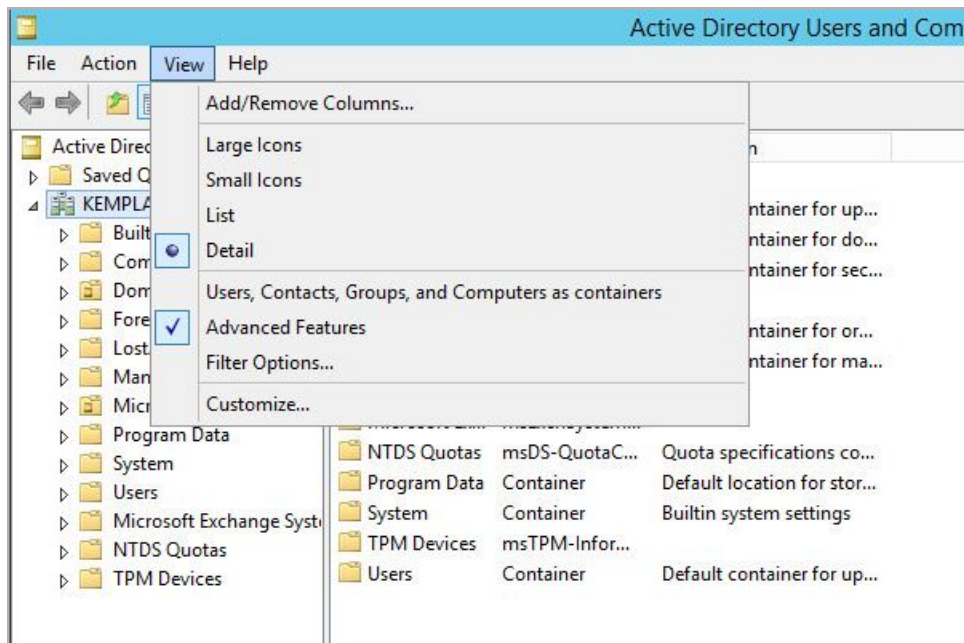 Active Directory Users and Com
File Action View Help
Add/Remove Columns...
Large Icons
Small Icons
List
Detail
Users, Contacts, Groups, and Computers as containers
Advanced Features
Filter Options...
Customize...
Active Direc
Saved Q
KEMPLA
Built
Com
Dom
Fore
Lost
Man
Micr
Program Data
System
Users
Microsoft Exchange Syst
NTDS Quotas
TPM Devices
n
ntainer for up...
ntainer for do...
ntainer for sec...
ntainer for or...
ntainer for ma...
NTDS Quotas msDS-QuotaC... Quota specifications co...
Program Data Container Default location for stor...
System Container Builtin system settings
TPM Devices msTPM-Infor...
Users Container Default container for up...